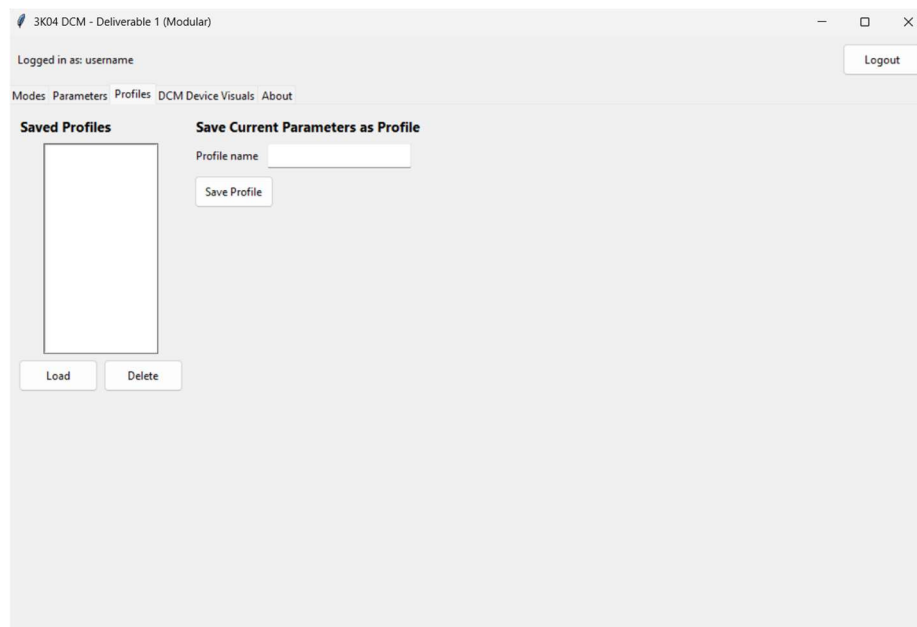 3K04 DCM - Deliverable 1 (Modular)
Logged in as: username
Logout
Modes Parameters Profiles DCM Device Visuals About
Saved Profiles
Save Current Parameters as Profile
Profile name
Save Profile
Load Delete